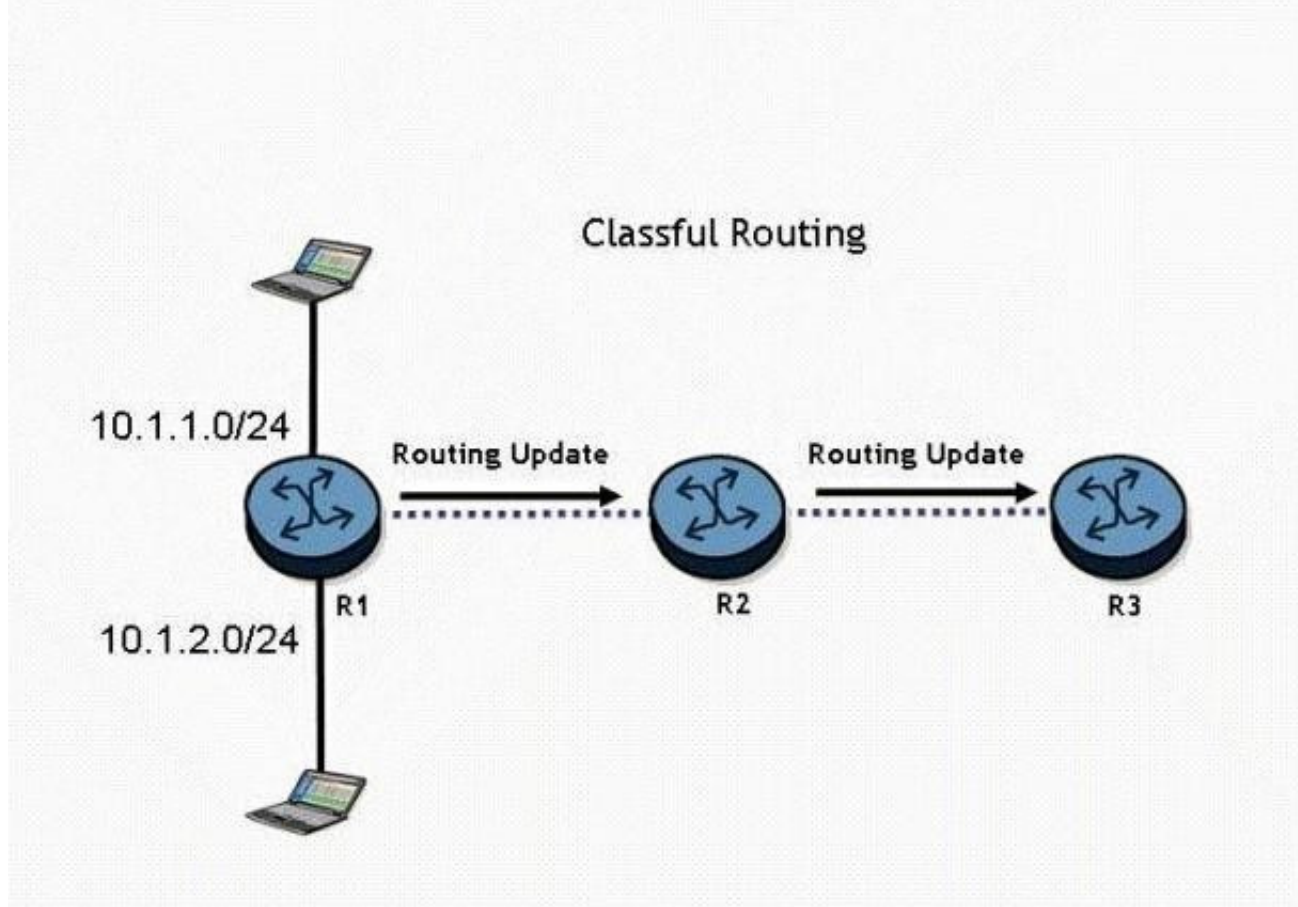 Classful Routing
10.1.1.0/24
Routing Update
Routing Update
R1
R2
R3
10.1.2.0/24